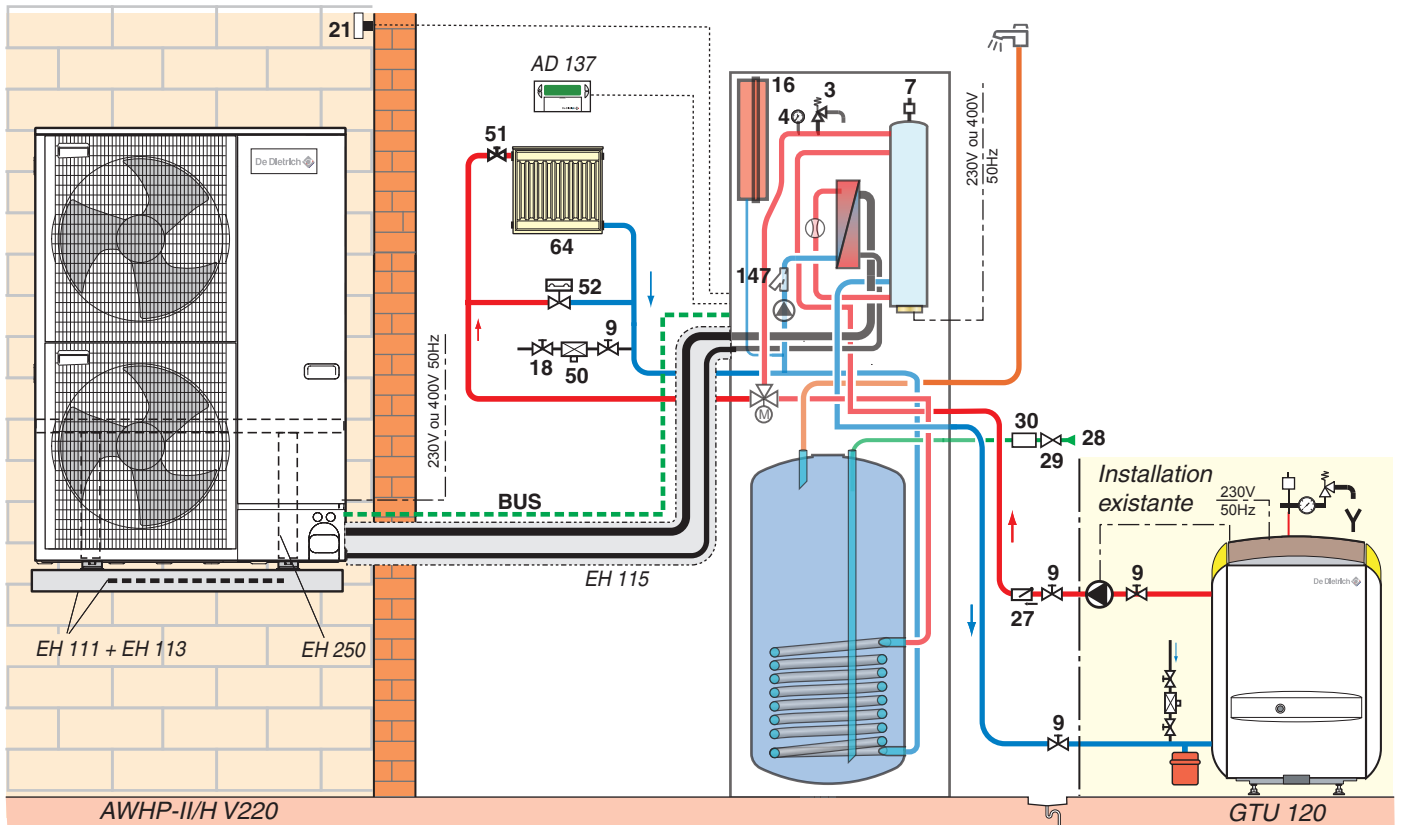 21
AD 137
16
3
7
4
230V ou 400V
50Hz
De Dietrich
51
64
147
52
9
18
50
230V ou 400V 50Hz
M
30
28
29
BUS
Installation
existante
230V
50Hz
EH 115
9
9
27
De Dietrich
EH 111 + EH 113
EH 250
9
AWHP-II/H V220
GTU 120